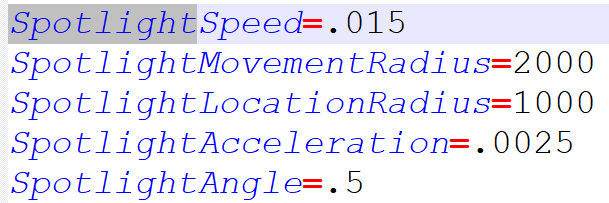 SpotlightSpeed=.015
SpotlightMovementRadius=2000
SpotlightLocationRadius=1000
SpotlightAcceleration=.0025
SpotlightAngle=.5